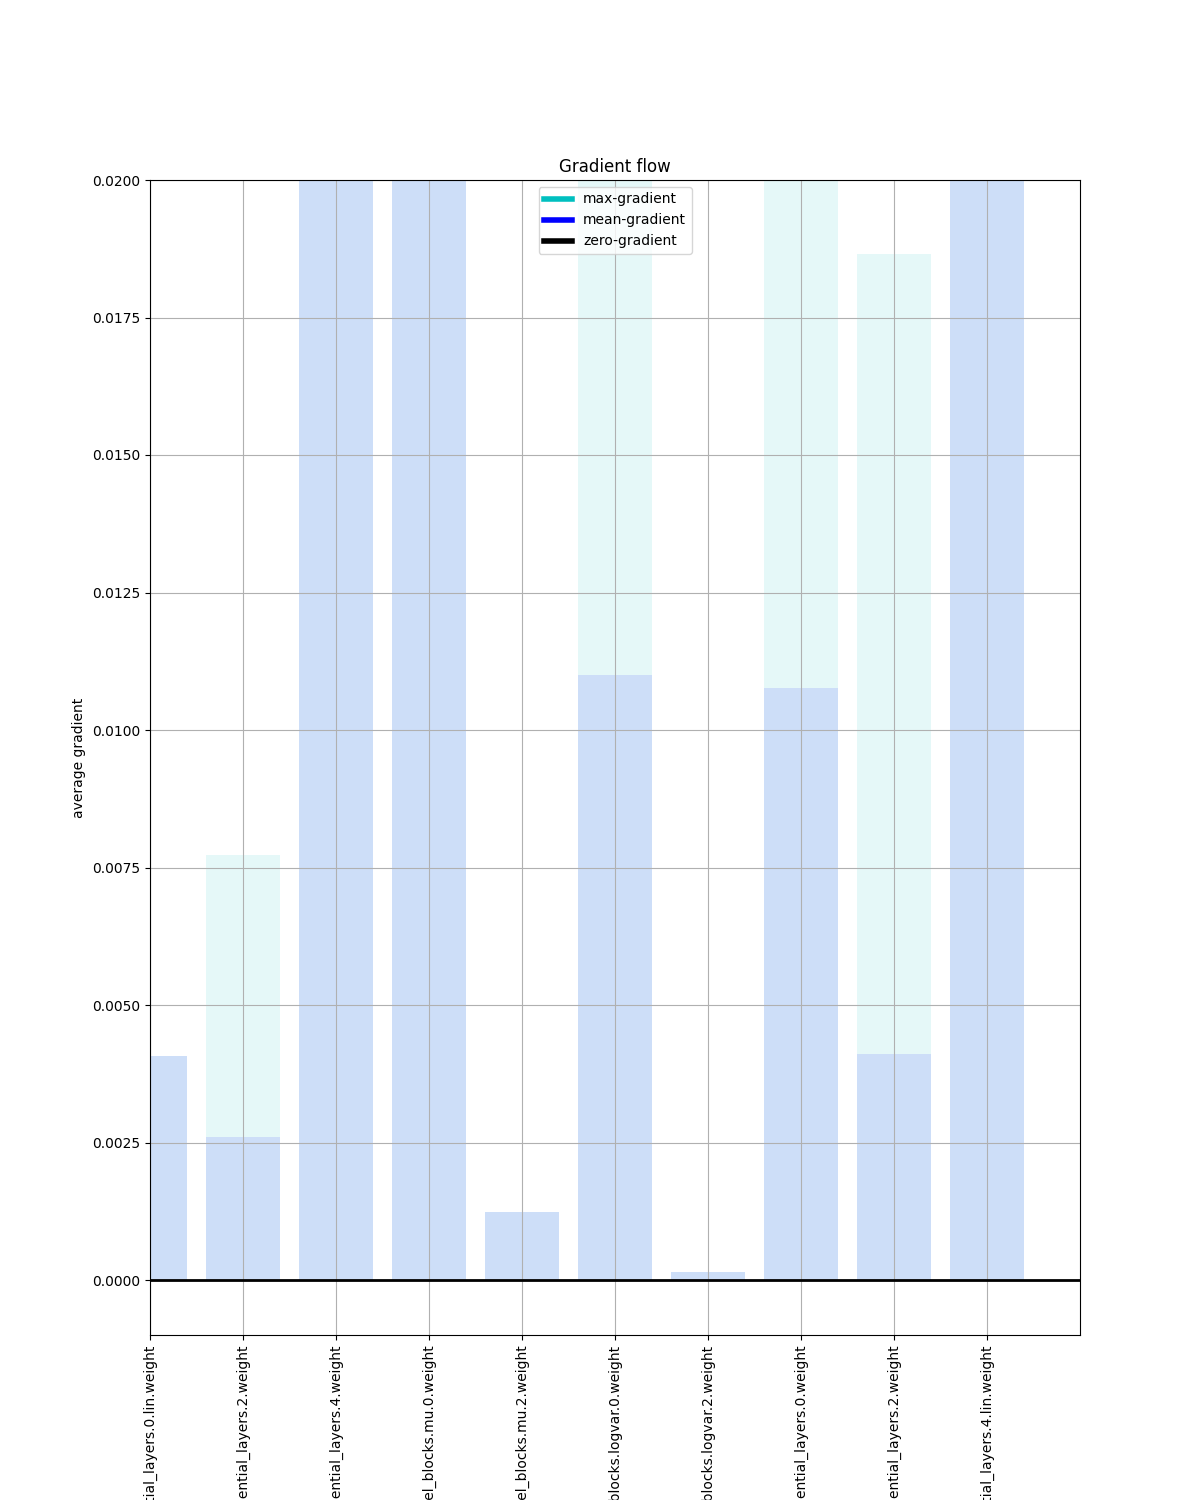 Gradient flow
max-gradient
mean-gradient
zero-gradient
0.0200
0.0175
0.0150
0.0125
0.0100
0.0075
0.0050
0.0025
0.0000
average gradient
tial_layers.0.lin.weight
ential_layers.2.weight
ential_layers.4.weight
el_blocks.mu.0.weight
el_blocks.mu.2.weight
blocks.logvar.0.weight
blocks.logvar.2.weight
ential_layers.0.weight
ential_layers.2.weight
tial_layers.4.lin.weight